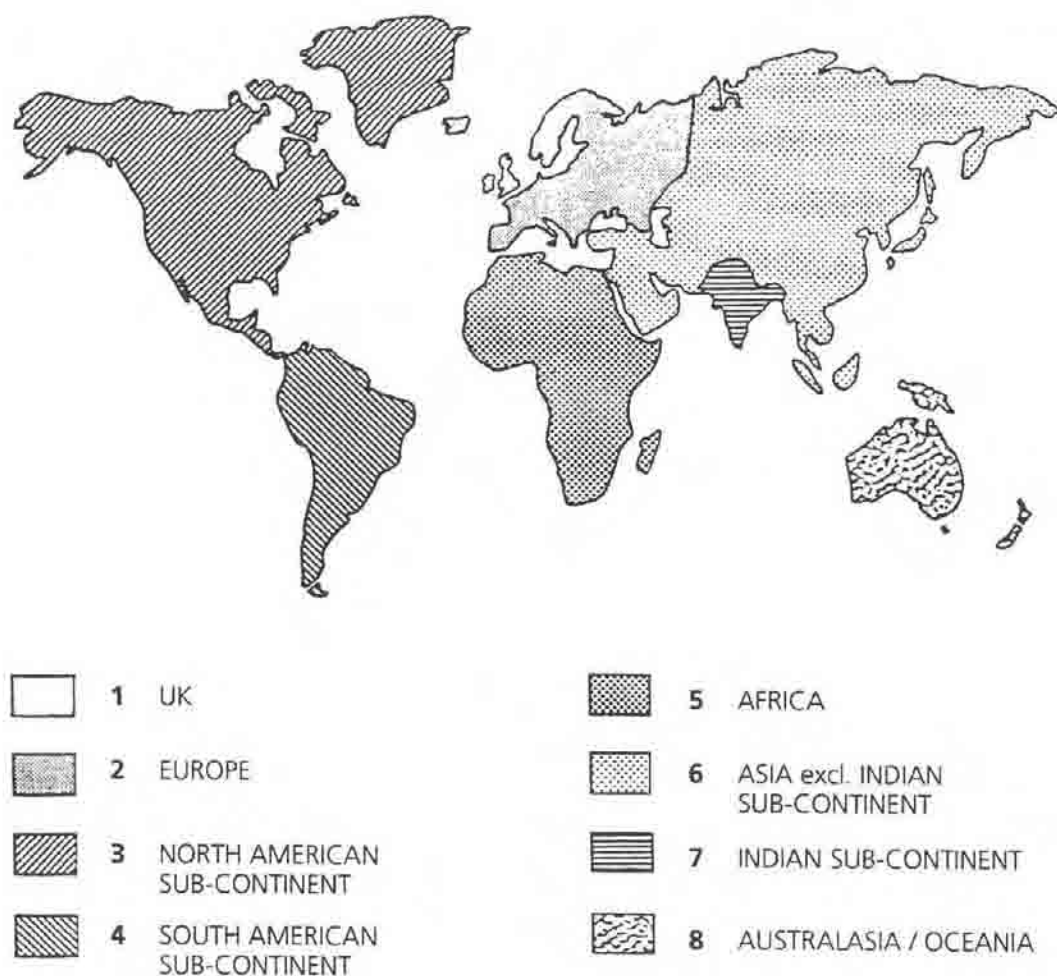 1 UK
2 EUROPE
3 NORTH AMERICAN
SUB-CONTINENT
4 SOUTH AMERICAN
SUB-CONTINENT
5 AFRICA
6 ASIA excl. INDIAN
SUB-CONTINENT
7 INDIAN SUB-CONTINENT
8 AUSTRALASIA / OCEANIA